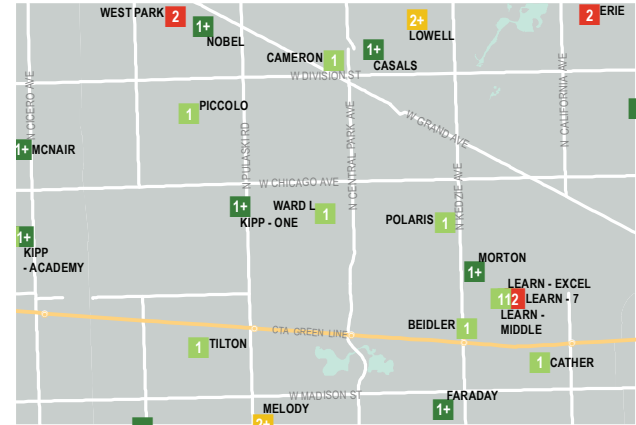 WEST PARK 2
1+
NOBEL
2+
LOWELL
2 ERIE
CAMERON 1
1+
CASALS
W DIVISION ST
N CICERO AVE
1 PICCOLO
N PULASKI RD
N CENTRAL PARK AVE
W GRAND AVE
N CALIFORNIA AVE
1+ MCNAIR
W CHICAGO AVE
N KEDZIE AVE
1+
KIPP - ONE
WARD L 1
POLARIS 1
1+
KIPP
- ACADEMY
MORTON
1+
LEARN - EXCEL
112 LEARN - 7
LEARN -
MIDDLE
CTA GREEN LINE
BEIDLER 1
1 TILTON
1 CATHER
W MADISON ST
FARADAY
1+
MELODY
2+